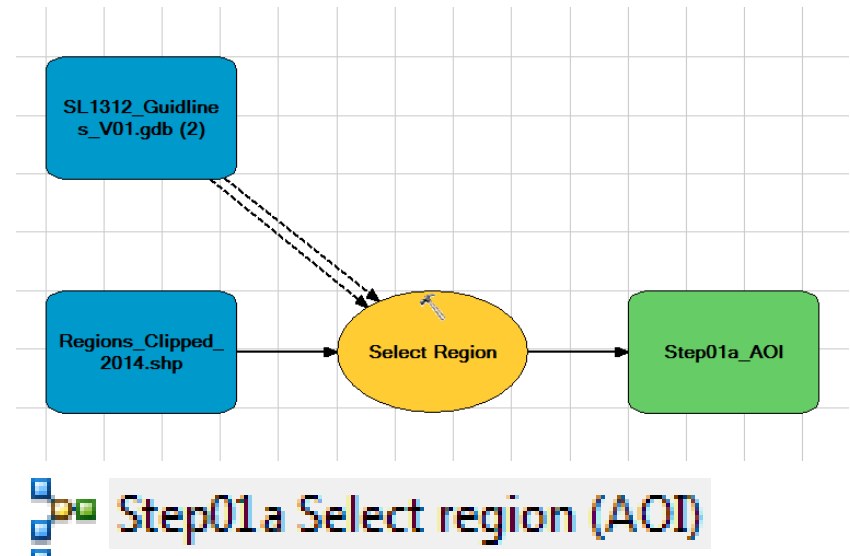 SL1312_Guidline
s_V01.gdb (2)
Regions_Clipped_
2014.shp
Select Region
Step01a_AOI
Step01a Select region (AOI)